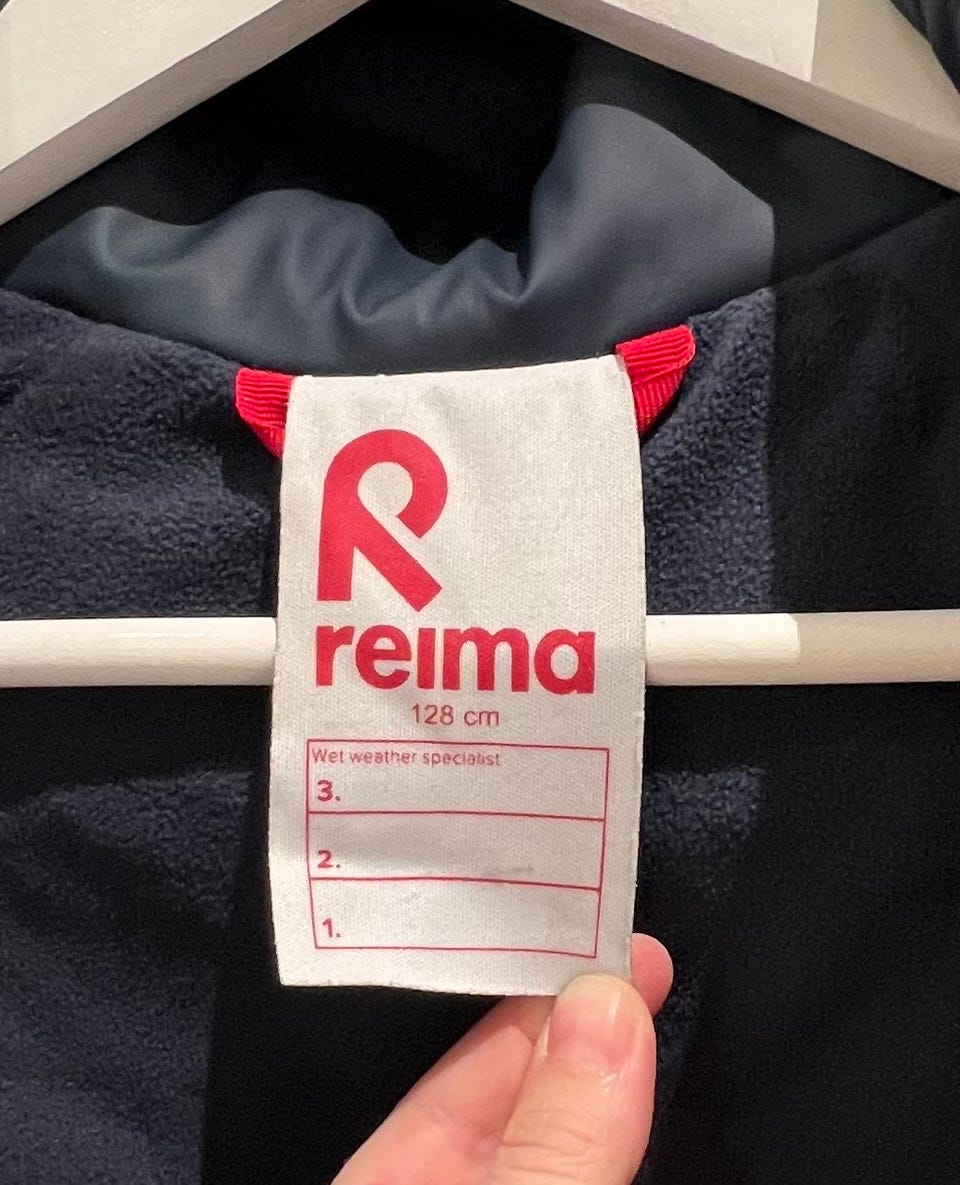 R
reima
128 cm
Wet weather specialist
3.
2.
1.